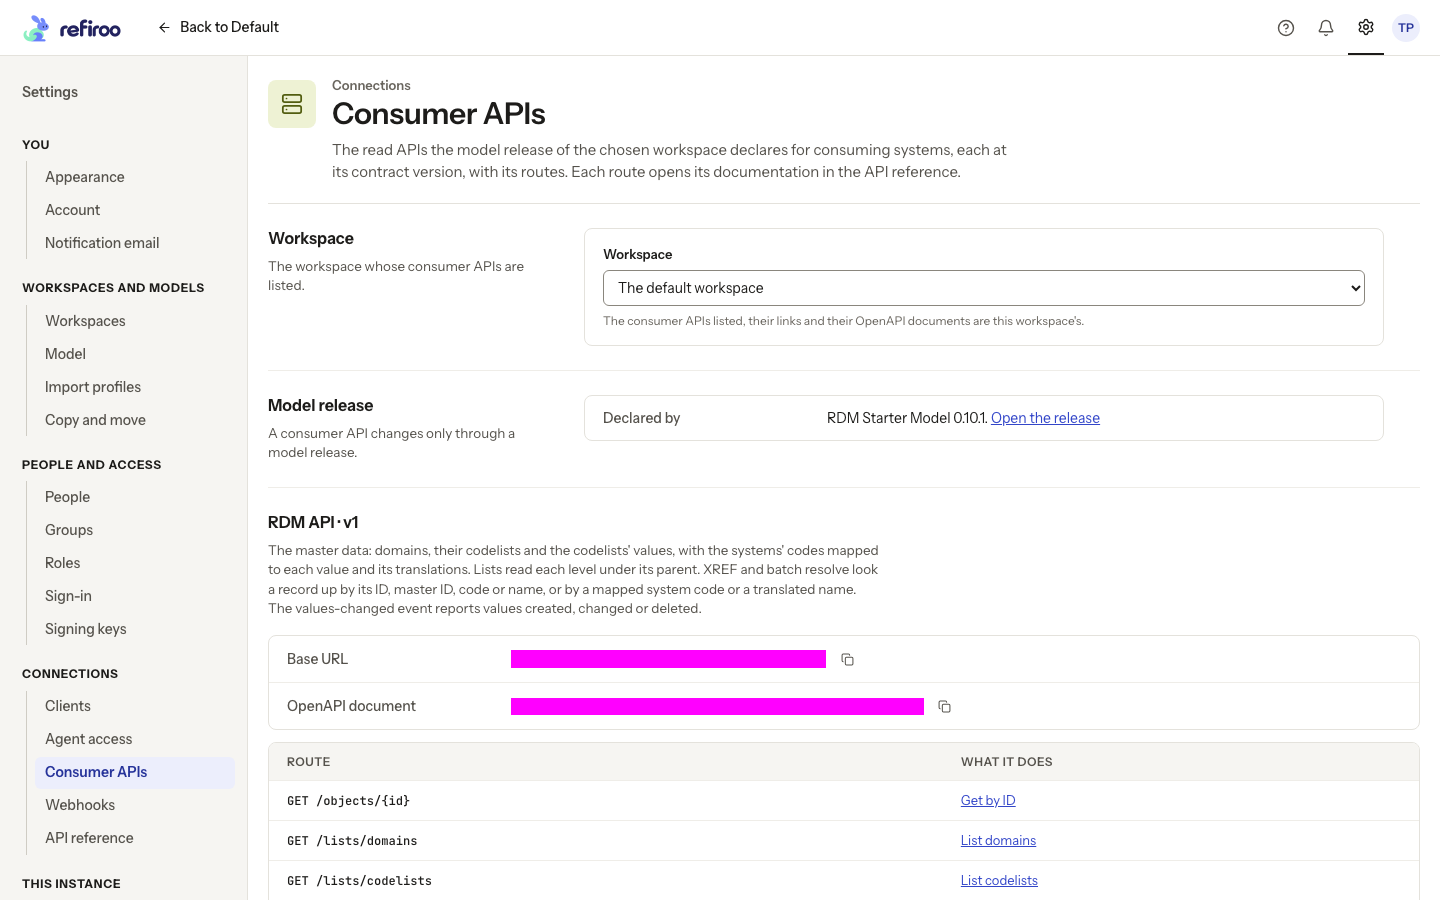 refiroo
Back to Default
TP
Settings
YOU
Appearance
Account
Notification email
WORKSPACES AND MODELS
Workspaces
Model
Import profiles
Copy and move
PEOPLE AND ACCESS
People
Groups
Roles
Sign-in
Signing keys
CONNECTIONS
Clients
Agent access
Consumer APIs
Webhooks
API reference
THIS INSTANCE
Connections
Consumer APIs
The read APIs the model release of the chosen workspace declares for consuming systems, each at
its contract version, with its routes. Each route opens its documentation in the API reference.
Workspace
The workspace whose consumer APIs are
listed.
Workspace
The default workspace
The consumer APIs listed, their links and their OpenAPI documents are this workspace's.
Model release
A consumer API changes only through a
model release.
Declared by
RDM Starter Model 0.10.1. Open the release
RDM API · v1
The master data: domains, their codelists and the codelists' values, with the systems' codes mapped
to each value and its translations. Lists read each level under its parent. XREF and batch resolve look
a record up by its ID, master ID, code or name, or by a mapped system code or a translated name.
The values-changed event reports values created, changed or deleted.
Base URL
OpenAPI document
ROUTE WHAT IT DOES
GET /objects/{id} Get by ID
GET /lists/domains List domains
GET /lists/codelists List codelists